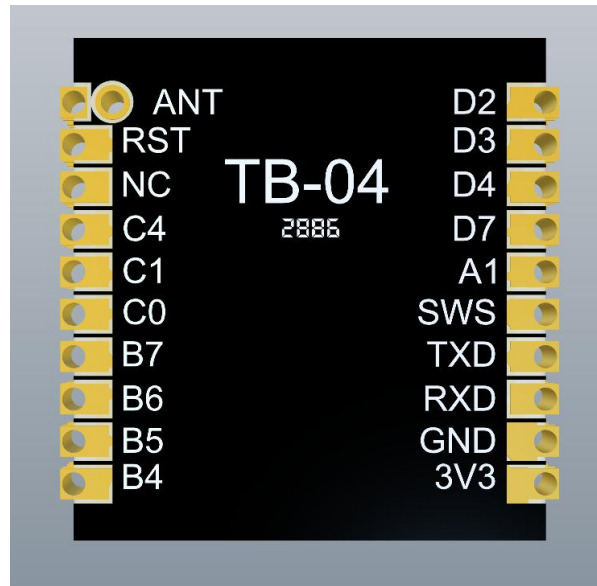 ANT D2
RST D3
NC TB-04 D4
C4 2886 D7
C1 A1
C0 SWS
B7 TXD
B6 RXD
B5 GND
B4 3V3